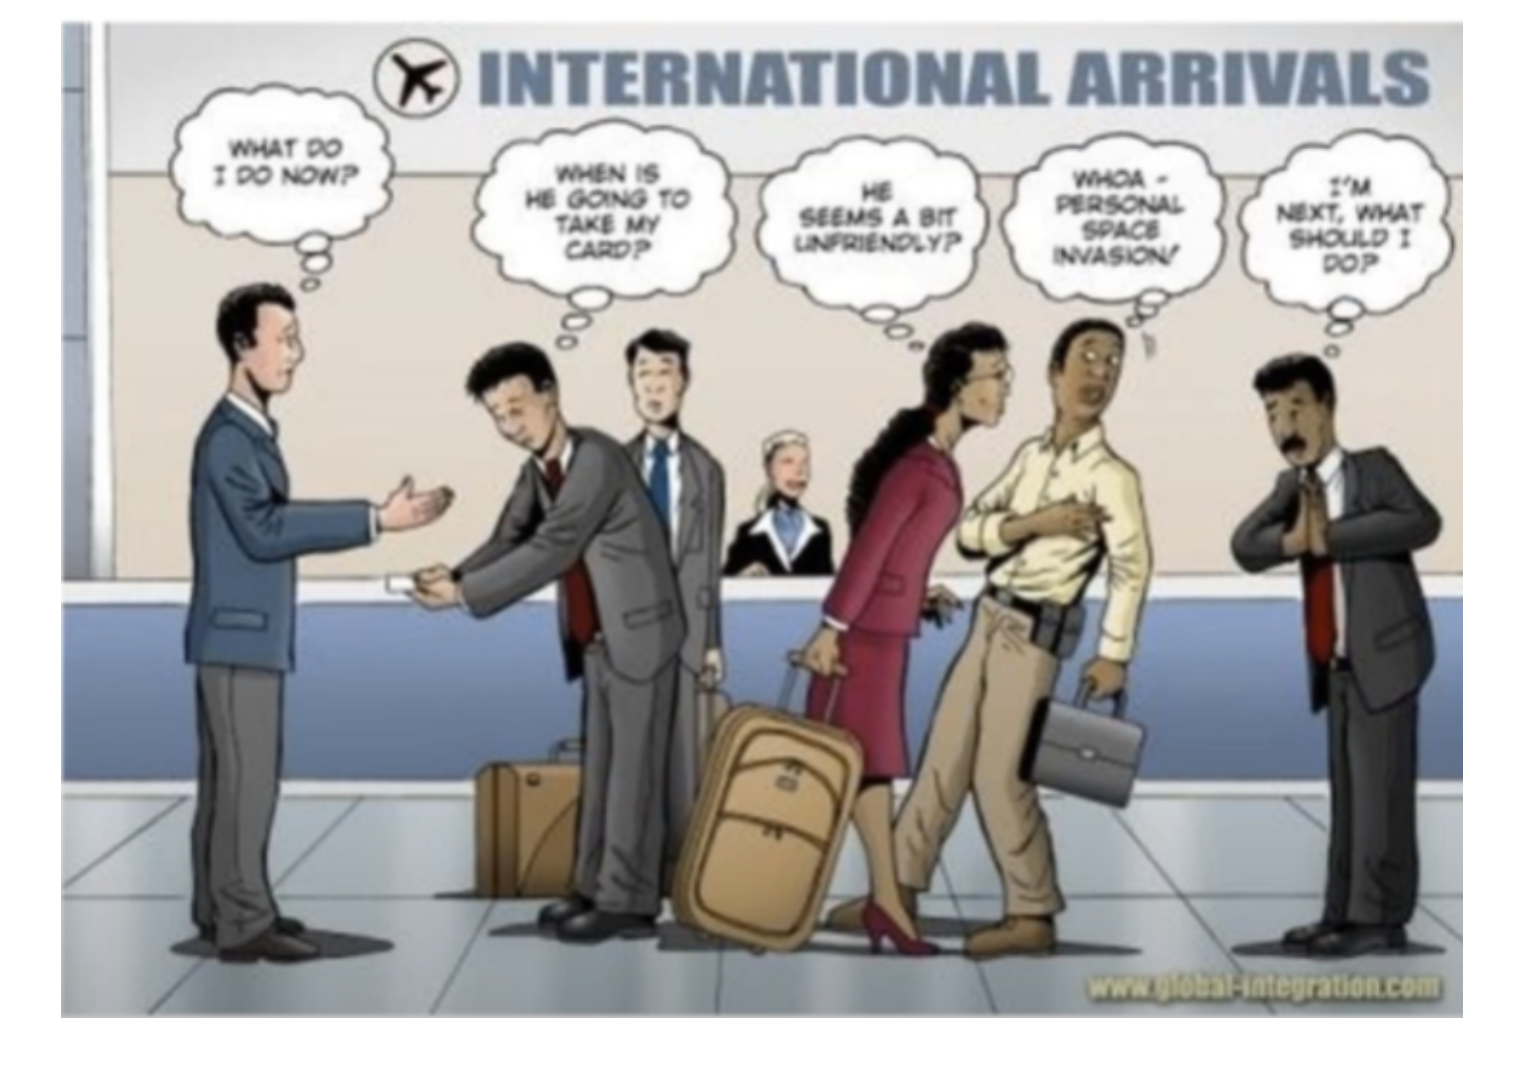 INTERNATIONAL ARRIVALS
WHAT DO
I DO NOW?
WHEN IS
HE GOING TO
TAKE MY
CARD?
HE
SEEMS A BIT
UNFRIENDLY?
WHOA -
PERSONAL
SPACE
INVASION!
I'M
NEXT, WHAT
SHOULD I
DO?
www.global-integration.com